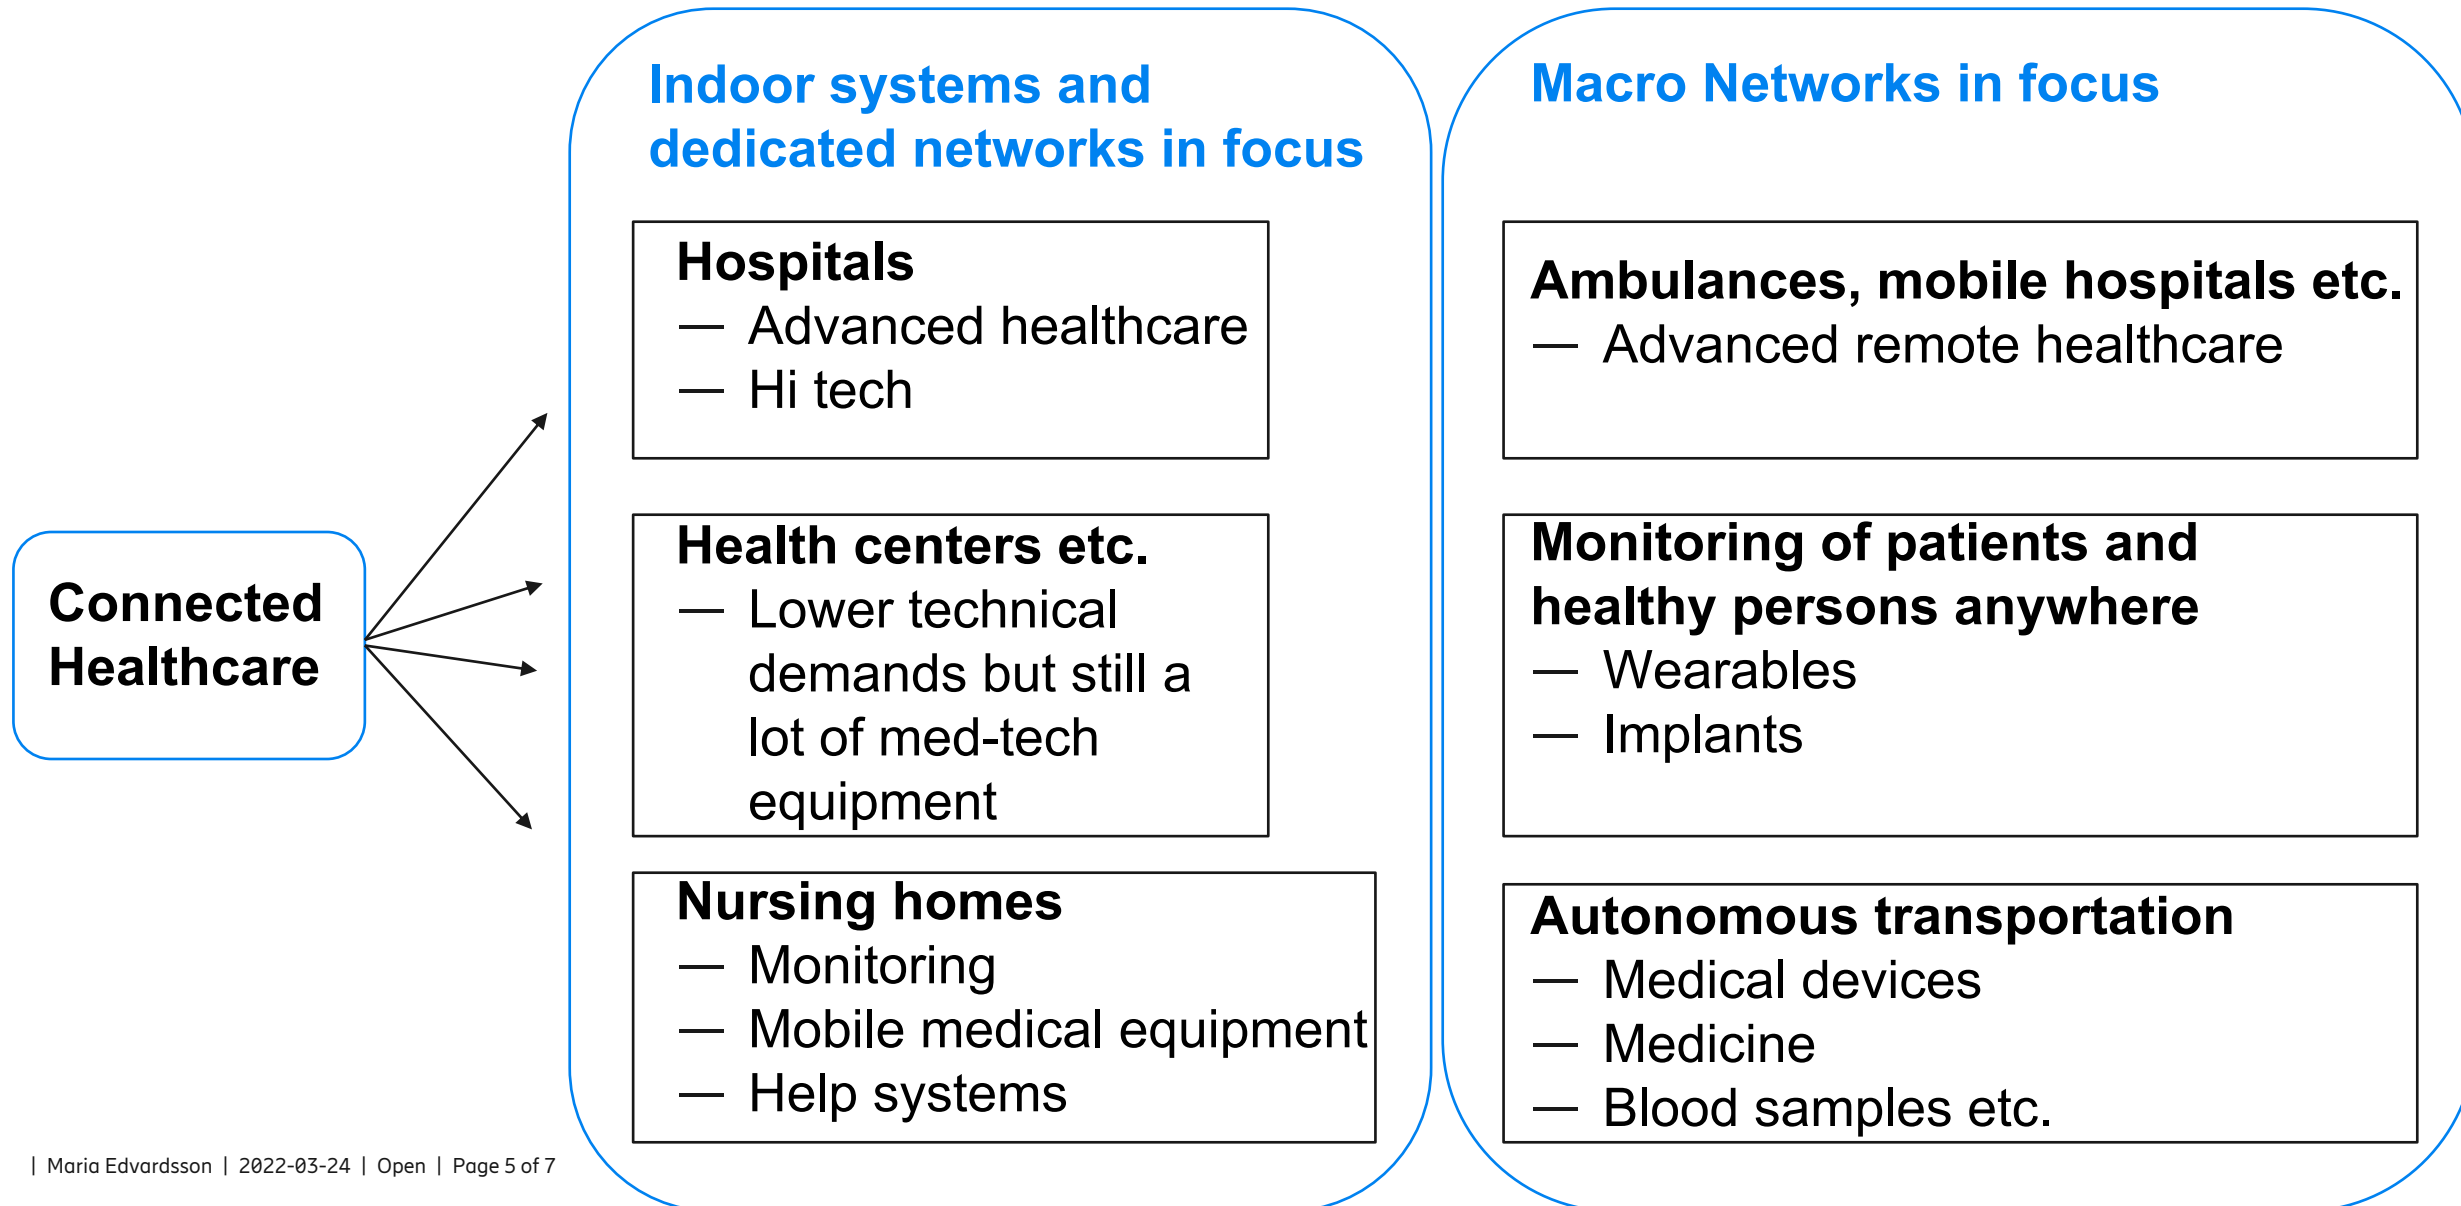 Connected
Healthcare
Indoor systems and
dedicated networks in focus
Hospitals
— Advanced healthcare
— Hi tech
Health centers etc.
— Lower technical
demands but still a
lot of med-tech
equipment
Nursing homes
— Monitoring
— Mobile medical equipment
— Help systems
Macro Networks in focus
Ambulances, mobile hospitals etc.
— Advanced remote healthcare
Monitoring of patients and
healthy persons anywhere
— Wearables
— Implants
Autonomous transportation
— Medical devices
— Medicine
— Blood samples etc.
| Maria Edvardsson | 2022-03-24 | Open | Page 5 of 7